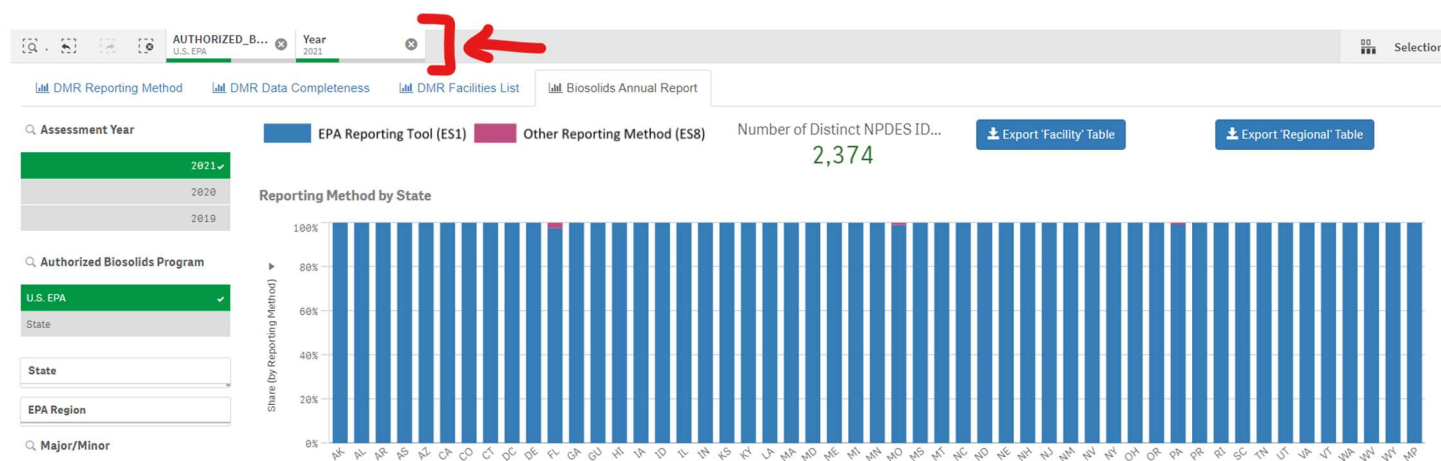 AUTHORIZED_B...
U.S. EPA
Year
2021
Selection
DMR Reporting Method
DMR Data Completeness
DMR Facilities List
Biosolids Annual Report
Assessment Year
2021
2020
2019
Authorized Biosolids Program
U.S. EPA
State
State
EPA Region
Major/Minor
EPA Reporting Tool (ES1)
Other Reporting Method (ES8)
Number of Distinct NPDES ID...
2,374
Export 'Facility' Table
Export 'Regional' Table
Reporting Method by State
Share (by Reporting Method)
100%
80%
60%
40%
20%
0%
AK AL AR AS AZ CA CO CT DC DE FL GA GU HI IA ID IL IN KS KY LA MA MD ME MI MN MO MS MT NC ND NE NH NJ NM NV NY OH OR PA PR RI SC TN UT VA VT WA WV WY MP